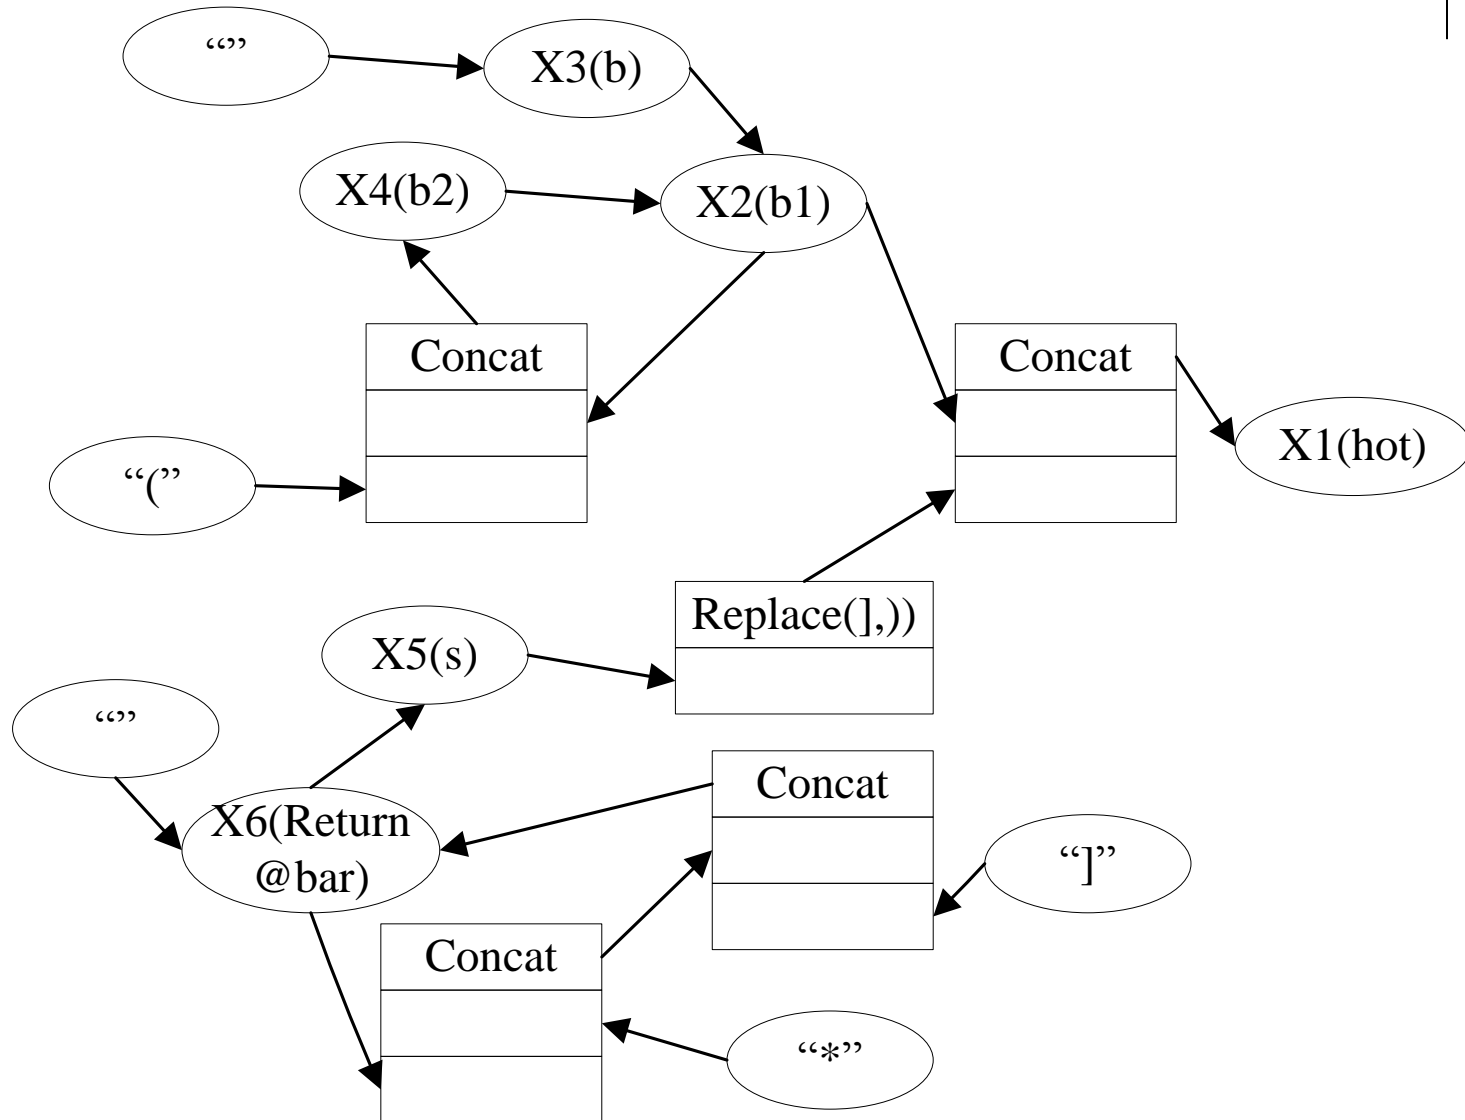 “”
X3(b)
X4(b2)
X2(b1)
Concat
Concat
X1(hot)
“(”
Replace(],))
X5(s)
“”
Concat
X6(Return
@bar)
“]”
Concat
“*”